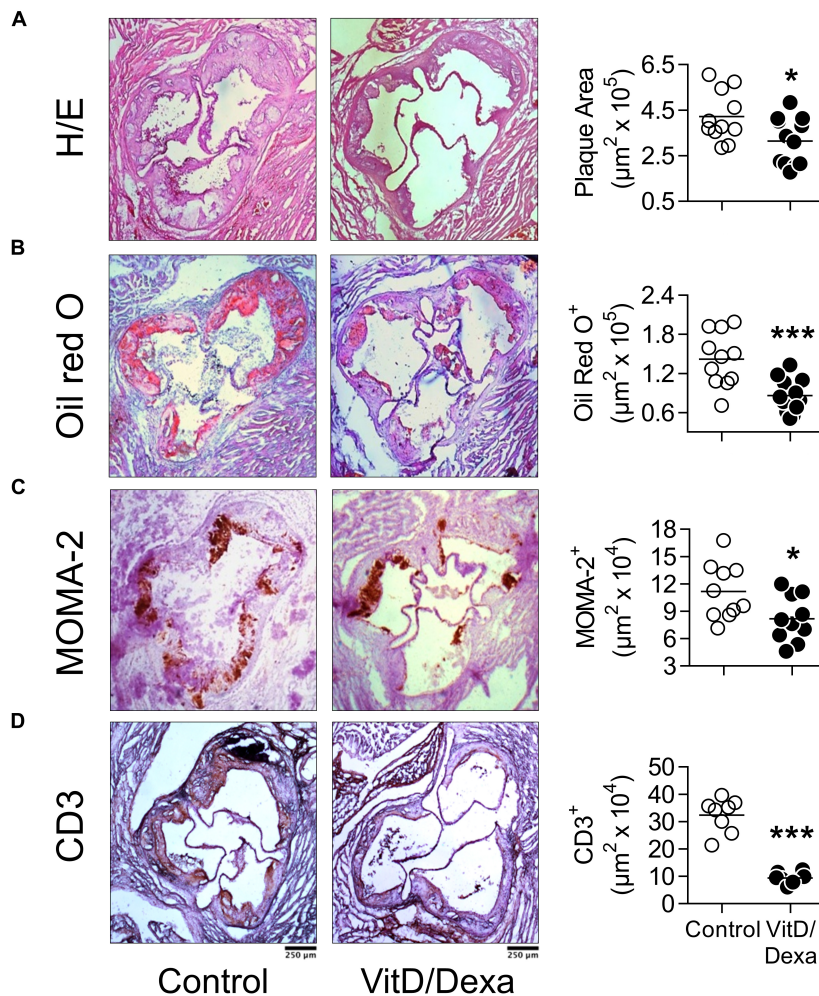 A
H/E
Plaque Area
(µm² x 10⁵)
6.5
4.5
2.5
0.5
*
B
Oil red O
Oil Red O⁺
(µm² x 10⁵)
2.4
1.8
1.2
0.6
***
C
MOMA-2
MOMA-2⁺
(µm² x 10⁴)
18
15
12
9
6
3
*
D
CD3
CD3⁺
(µm² x 10⁴)
50
40
30
20
10
0
***
Control VitD/
Dexa
250 µm
250 µm
Control
VitD/Dexa